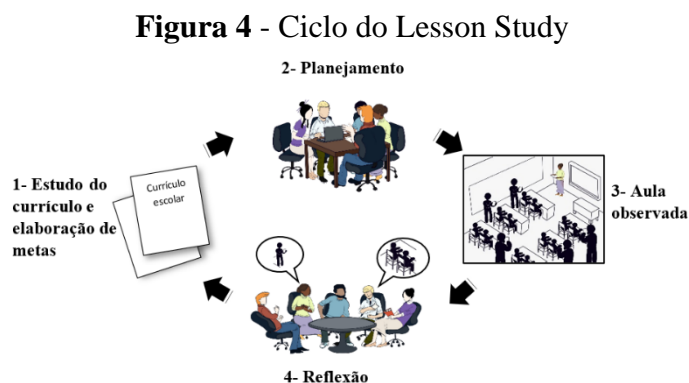 Figura 4 - Ciclo do Lesson Study
2- Planejamento
1- Estudo do
currículo e
elaboração de
metas
Currículo
escolar
3- Aula
observada
4- Reflexão